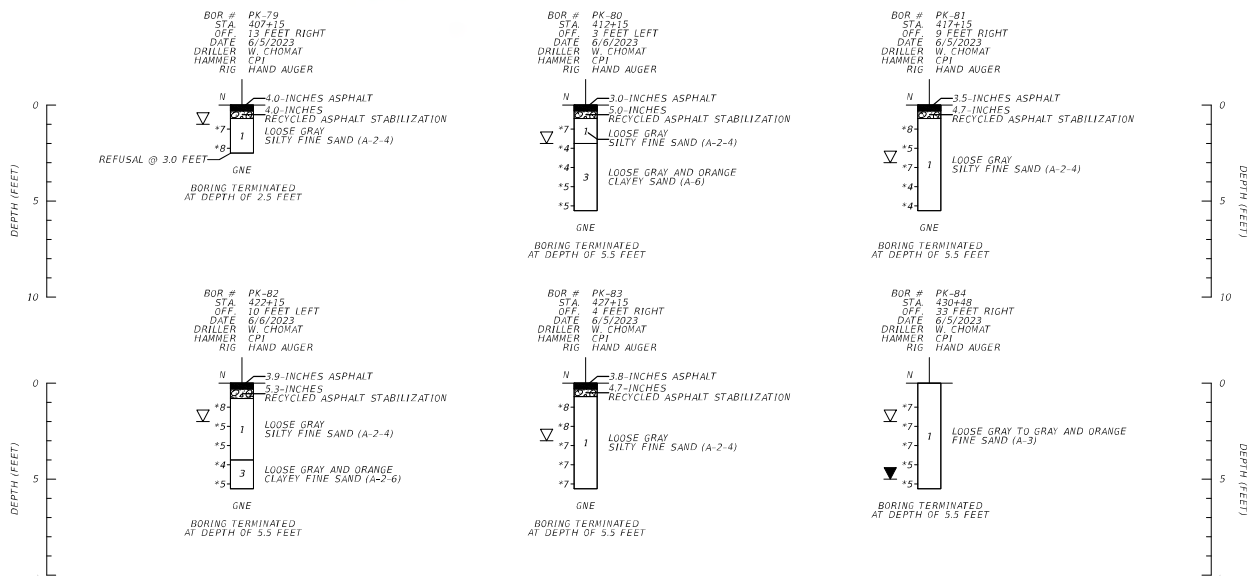 BOR # PK-79
STA. 407+15
OFF. 13 FEET RIGHT
DATE 6/5/2023
DRILLER W. CHOMAT
HAMMER CPI
RIG HAND AUGER
N
4.0-INCHES ASPHALT
4.0-INCHES
RECYCLED ASPHALT STABILIZATION
*7
1
LOOSE GRAY
SILTY FINE SAND (A-2-4)
*8
REFUSAL @ 3.0 FEET
GNE
BORING TERMINATED
AT DEPTH OF 2.5 FEET
BOR # PK-80
STA. 412+15
OFF. 3 FEET LEFT
DATE 6/6/2023
DRILLER W. CHOMAT
HAMMER CPI
RIG HAND AUGER
N
3.0-INCHES ASPHALT
5.0-INCHES
RECYCLED ASPHALT STABILIZATION
*7
1
LOOSE GRAY
SILTY FINE SAND (A-2-4)
*4
3
LOOSE GRAY AND ORANGE
CLAYEY SAND (A-6)
*4
*5
*5
GNE
BORING TERMINATED
AT DEPTH OF 5.5 FEET
BOR # PK-81
STA. 417+15
OFF. 9 FEET RIGHT
DATE 6/5/2023
DRILLER W. CHOMAT
HAMMER CPI
RIG HAND AUGER
N
3.5-INCHES ASPHALT
4.7-INCHES
RECYCLED ASPHALT STABILIZATION
*8
*5
*7
1
LOOSE GRAY
SILTY FINE SAND (A-2-4)
*4
*4
GNE
BORING TERMINATED
AT DEPTH OF 5.5 FEET
0
5
10
DEPTH (FEET)
0
5
10
DEPTH (FEET)
BOR # PK-82
STA. 422+15
OFF. 10 FEET LEFT
DATE 6/6/2023
DRILLER W. CHOMAT
HAMMER CPI
RIG HAND AUGER
N
3.9-INCHES ASPHALT
5.3-INCHES
RECYCLED ASPHALT STABILIZATION
*8
*5
1
LOOSE GRAY
SILTY FINE SAND (A-2-4)
*5
*4
3
LOOSE GRAY AND ORANGE
CLAYEY FINE SAND (A-2-6)
*5
GNE
BORING TERMINATED
AT DEPTH OF 5.5 FEET
BOR # PK-83
STA. 427+15
OFF. 4 FEET RIGHT
DATE 6/5/2023
DRILLER W. CHOMAT
HAMMER CPI
RIG HAND AUGER
N
3.8-INCHES ASPHALT
4.7-INCHES
RECYCLED ASPHALT STABILIZATION
*8
*8
*7
1
LOOSE GRAY
SILTY FINE SAND (A-2-4)
*7
*7
GNE
BORING TERMINATED
AT DEPTH OF 5.5 FEET
BOR # PK-84
STA. 430+48
OFF. 33 FEET RIGHT
DATE 6/5/2023
DRILLER W. CHOMAT
HAMMER CPI
RIG HAND AUGER
N
*7
*7
1
LOOSE GRAY TO GRAY AND ORANGE
FINE SAND (A-3)
*7
*5
*5
BORING TERMINATED
AT DEPTH OF 5.5 FEET
0
5
DEPTH (FEET)
0
5
DEPTH (FEET)